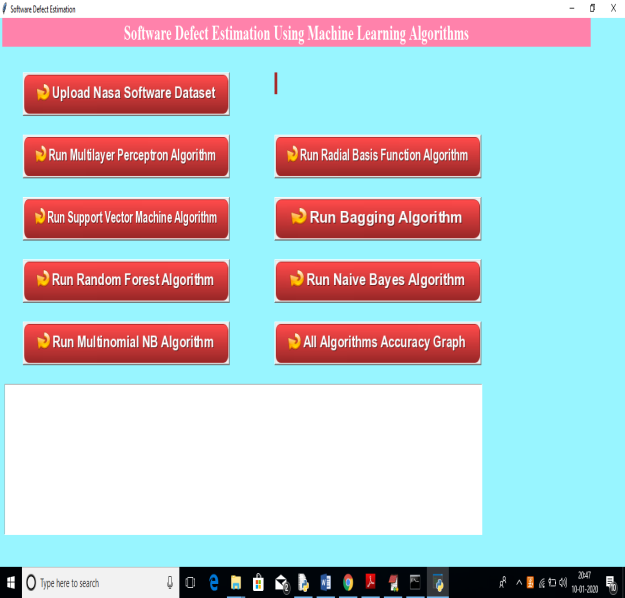 Software Defect Estimation
Software Defect Estimation Using Machine Learning Algorithms
Upload Nasa Software Dataset
Run Multilayer Perceptron Algorithm
Run Radial Basis Function Algorithm
Run Support Vector Machine Algorithm
Run Bagging Algorithm
Run Random Forest Algorithm
Run Naive Bayes Algorithm
Run Multinomial NB Algorithm
All Algorithms Accuracy Graph
Type here to search
20:47
10-01-2020